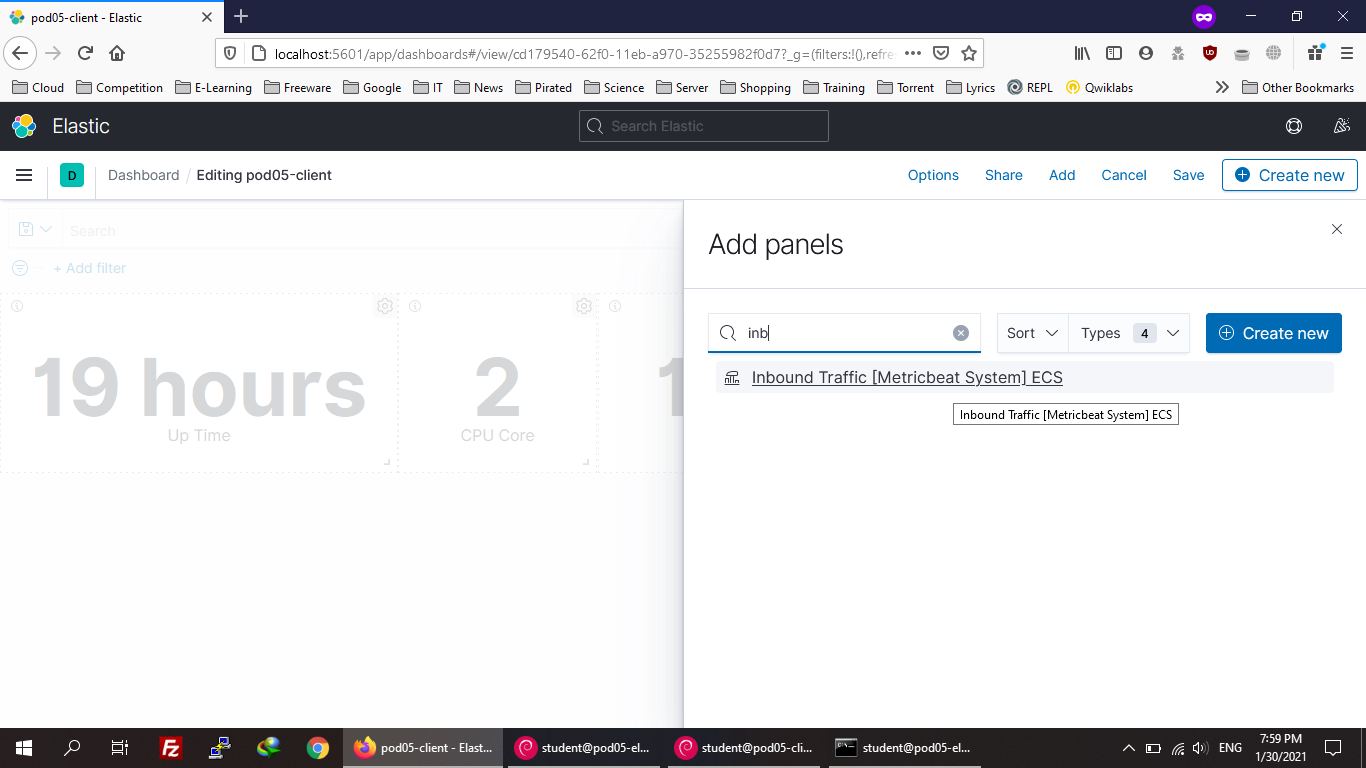 pod05-client - Elastic
localhost:5601/app/dashboards#/view/cd179540-62f0-11eb-a970-35255982f0d7?_g=(filters:!(),refre
Cloud Competition E-Learning Freeware Google IT News Pirated Science Server Shopping Training Torrent Lyrics REPL Qwiklabs Other Bookmarks
Elastic Search Elastic
D Dashboard / Editing pod05-client Options Share Add Cancel Save Create new
Search
+ Add filter
Add panels
inb Sort Types 4 Create new
Inbound Traffic [Metricbeat System] ECS
Inbound Traffic [Metricbeat System] ECS
19 hours
Up Time
2
CPU Core
1
pod05-client - Elast... student@pod05-el... student@pod05-cli... student@pod05-el... ENG
7:59 PM
1/30/2021